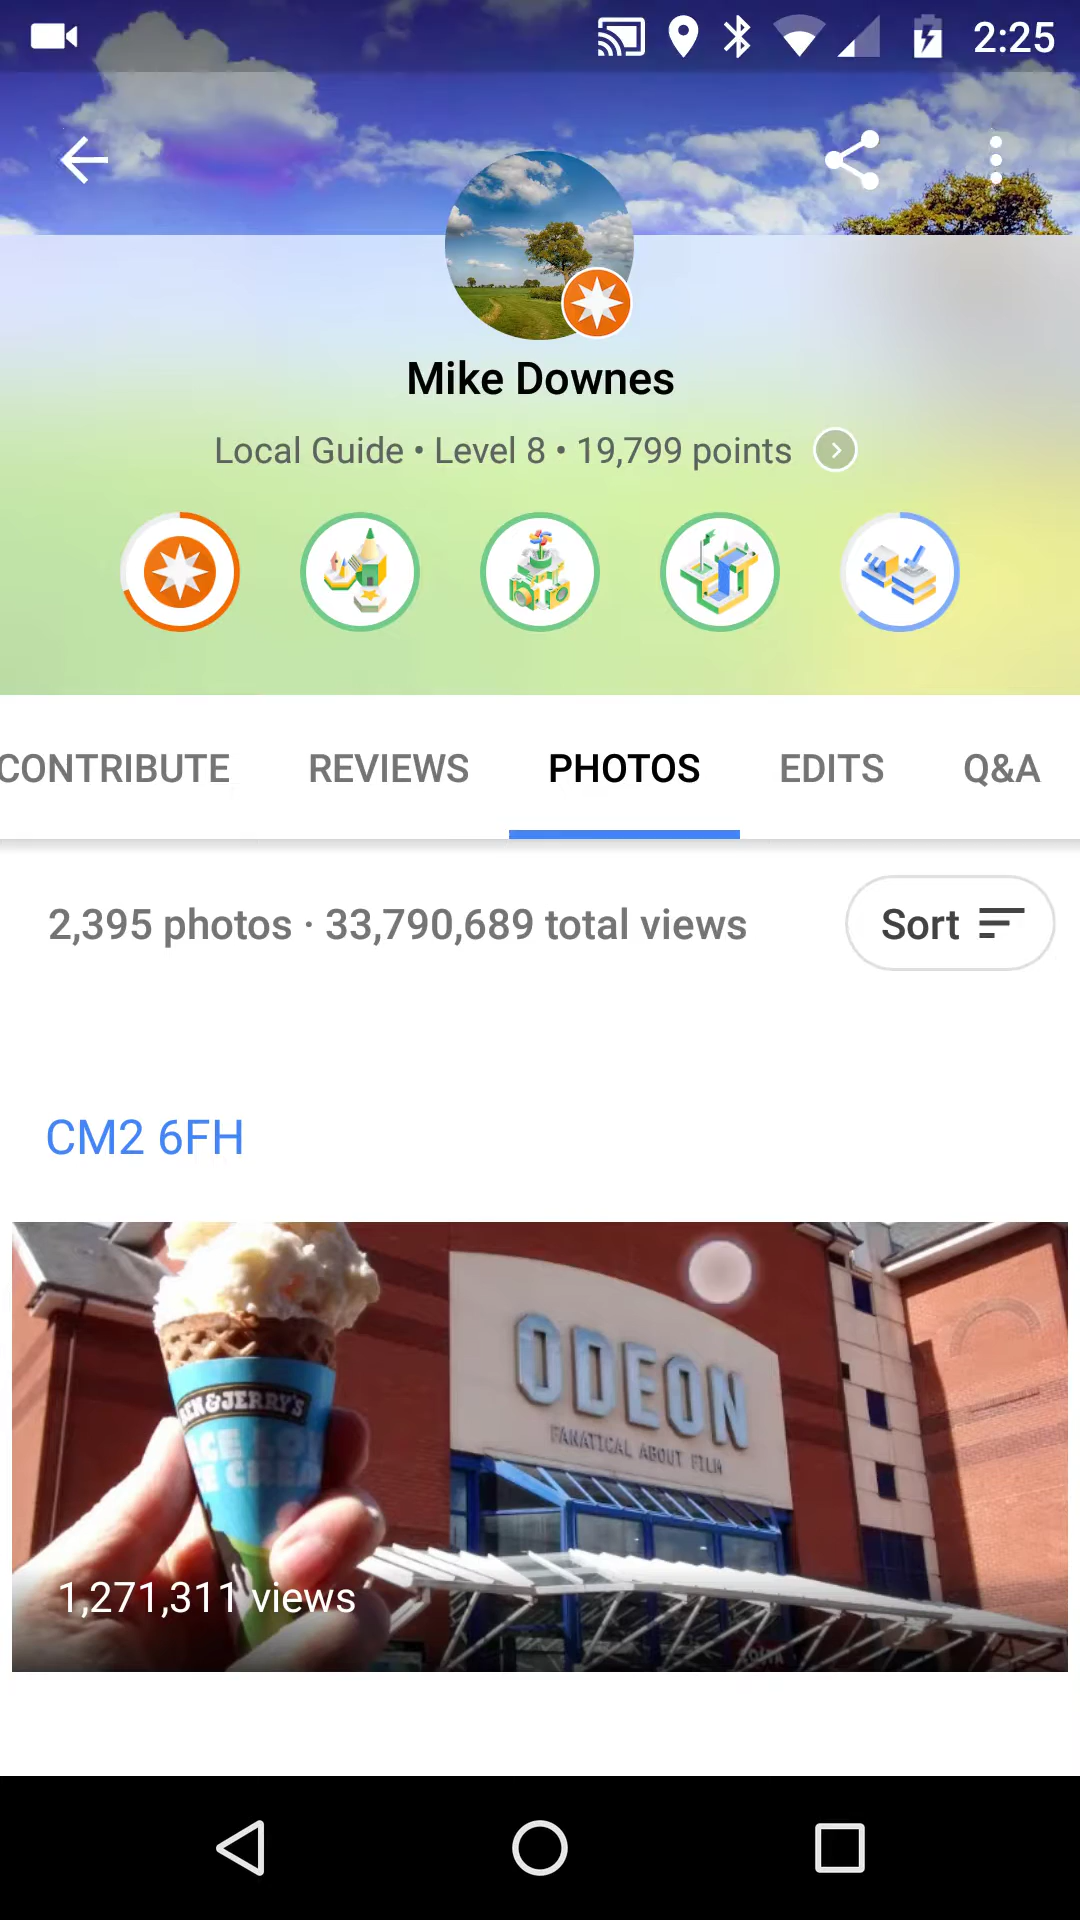 2:25
Mike Downes
Local Guide • Level 8 • 19,799 points
CONTRIBUTE REVIEWS PHOTOS EDITS Q&A
2,395 photos · 33,790,689 total views
Sort
CM2 6FH
ODEON
FANATICAL ABOUT FILM
BEN&JERRY'S
1,271,311 views